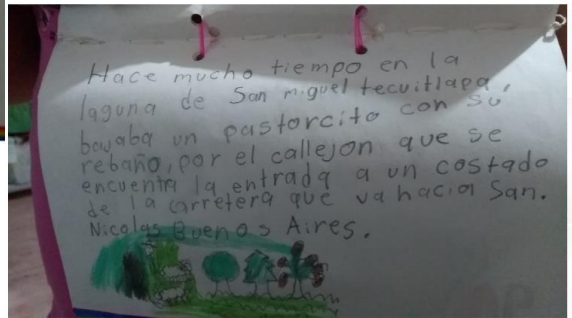 Hace mucho tiempo en la
laguna de San miguel tecuitlapa,
bajaba un pastorcito con su
rebaño, por el callejon que se
encuentra la entrada a un costado
de la carretera que va hacia San.
Nicolas Buenos Aires.